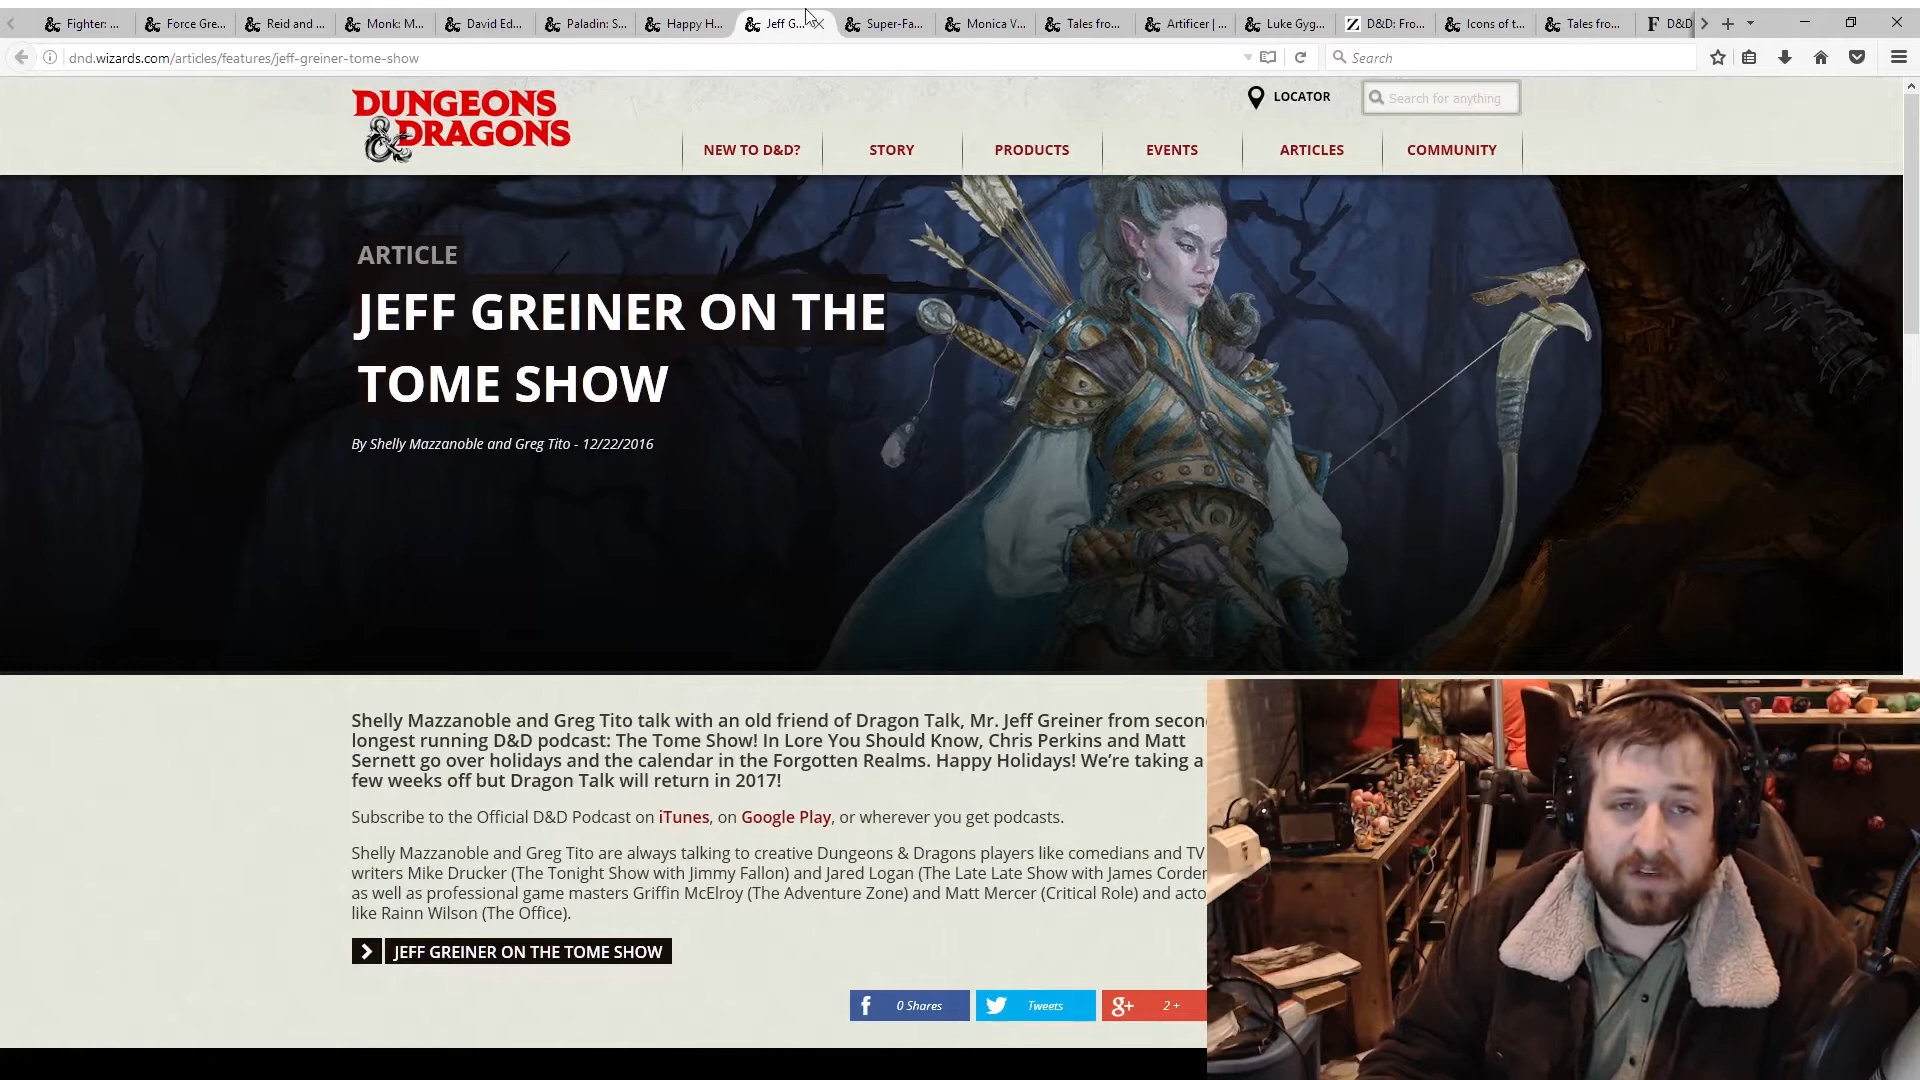 Fighter: ...
Force Gre...
Reid and ...
Monk: M...
David Ed...
Paladin: S...
Happy H...
Jeff G...
Super-Fa...
Monica V...
Tales fro...
Artificer | ...
Luke Gyg...
D&D: Fro...
Icons of t...
Tales fro...
D&D
dnd.wizards.com/articles/features/jeff-greiner-tome-show
Search
DUNGEONS
& DRAGONS
LOCATOR
Search for anything
NEW TO D&D?
STORY
PRODUCTS
EVENTS
ARTICLES
COMMUNITY
ARTICLE
JEFF GREINER ON THE
TOME SHOW
By Shelly Mazzanoble and Greg Tito - 12/22/2016
Shelly Mazzanoble and Greg Tito talk with an old friend of Dragon Talk, Mr. Jeff Greiner from secon
longest running D&D podcast: The Tome Show! In Lore You Should Know, Chris Perkins and Matt
Sernett go over holidays and the calendar in the Forgotten Realms. Happy Holidays! We're taking a
few weeks off but Dragon Talk will return in 2017!
Subscribe to the Official D&D Podcast on iTunes, on Google Play, or wherever you get podcasts.
Shelly Mazzanoble and Greg Tito are always talking to creative Dungeons & Dragons players like comedians and TV
writers Mike Drucker (The Tonight Show with Jimmy Fallon) and Jared Logan (The Late Late Show with James Corden
as well as professional game masters Griffin McElroy (The Adventure Zone) and Matt Mercer (Critical Role) and acto
like Rainn Wilson (The Office).
JEFF GREINER ON THE TOME SHOW
f 0 Shares
Tweets
g+ 2 +